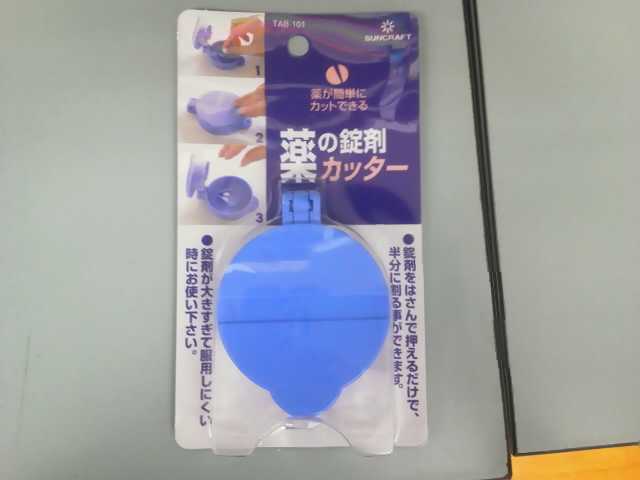 TAB 101
SUNCRAFT
薬が簡単に
カットできる
薬の錠剤
カッター
1
2
3
●錠剤をはさんで押えるだけで、
半分に割る事ができます。
●錠剤が大きすぎて服用しにくい
時にお使い下さい。